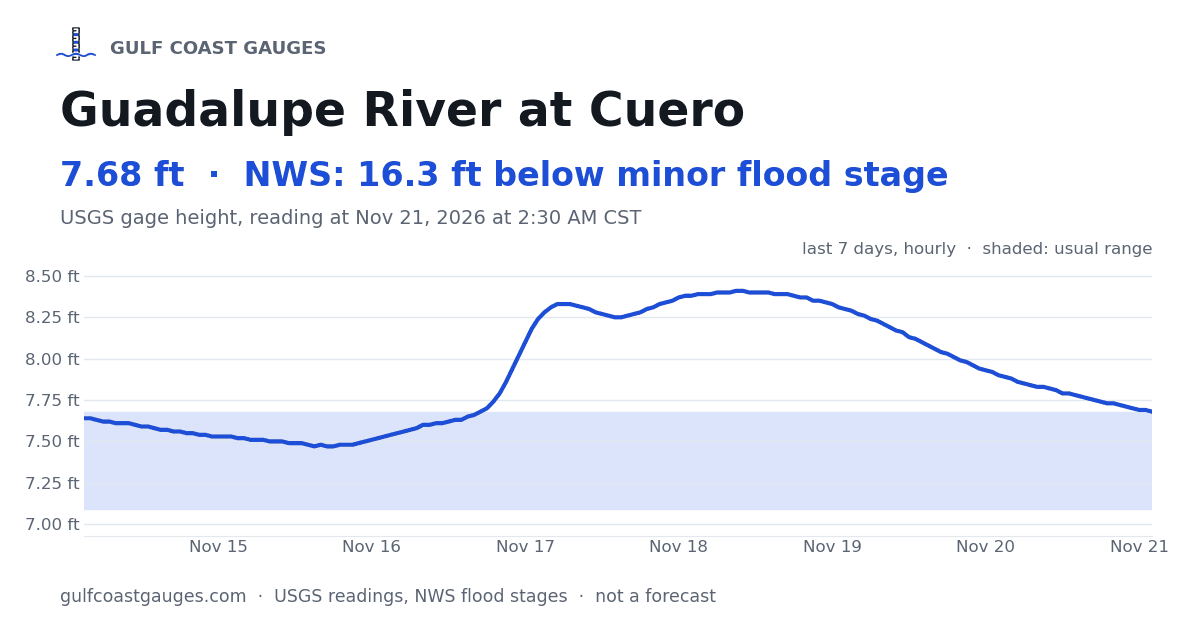 GULF COAST GAUGES
Guadalupe River at Cuero
7.68 ft · NWS: 16.3 ft below minor flood stage
USGS gage height, reading at Nov 21, 2026 at 2:30 AM CST
last 7 days, hourly · shaded: usual range
8.50 ft
8.25 ft
8.00 ft
7.75 ft
7.50 ft
7.25 ft
7.00 ft
Nov 15 Nov 16 Nov 17 Nov 18 Nov 19 Nov 20 Nov 21
gulfcoastgauges.com · USGS readings, NWS flood stages · not a forecast